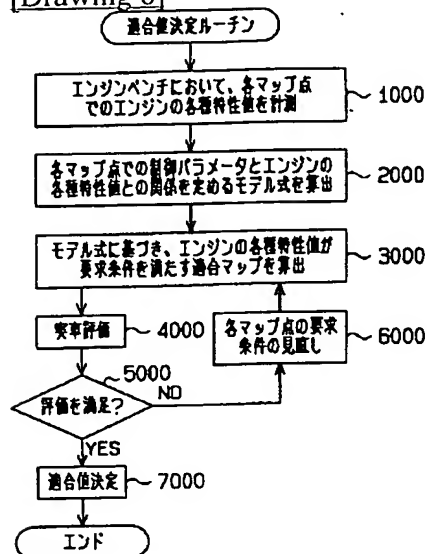 [Drawing 6]
適合値決定ルーチン
エンジンベンチにおいて、各マップ点
でのエンジンの各種特性値を計測
1000
各マップ点での制御パラメータとエンジンの
各種特性値との関係を定めるモデル式を算出
2000
モデル式に基づき、エンジンの各種特性値が
要求条件を満たす適合マップを算出
3000
実車評価
4000
各マップ点の要求
条件の見直し
6000
5000
評価を満足?
NO
YES
適合値決定
7000
エンド